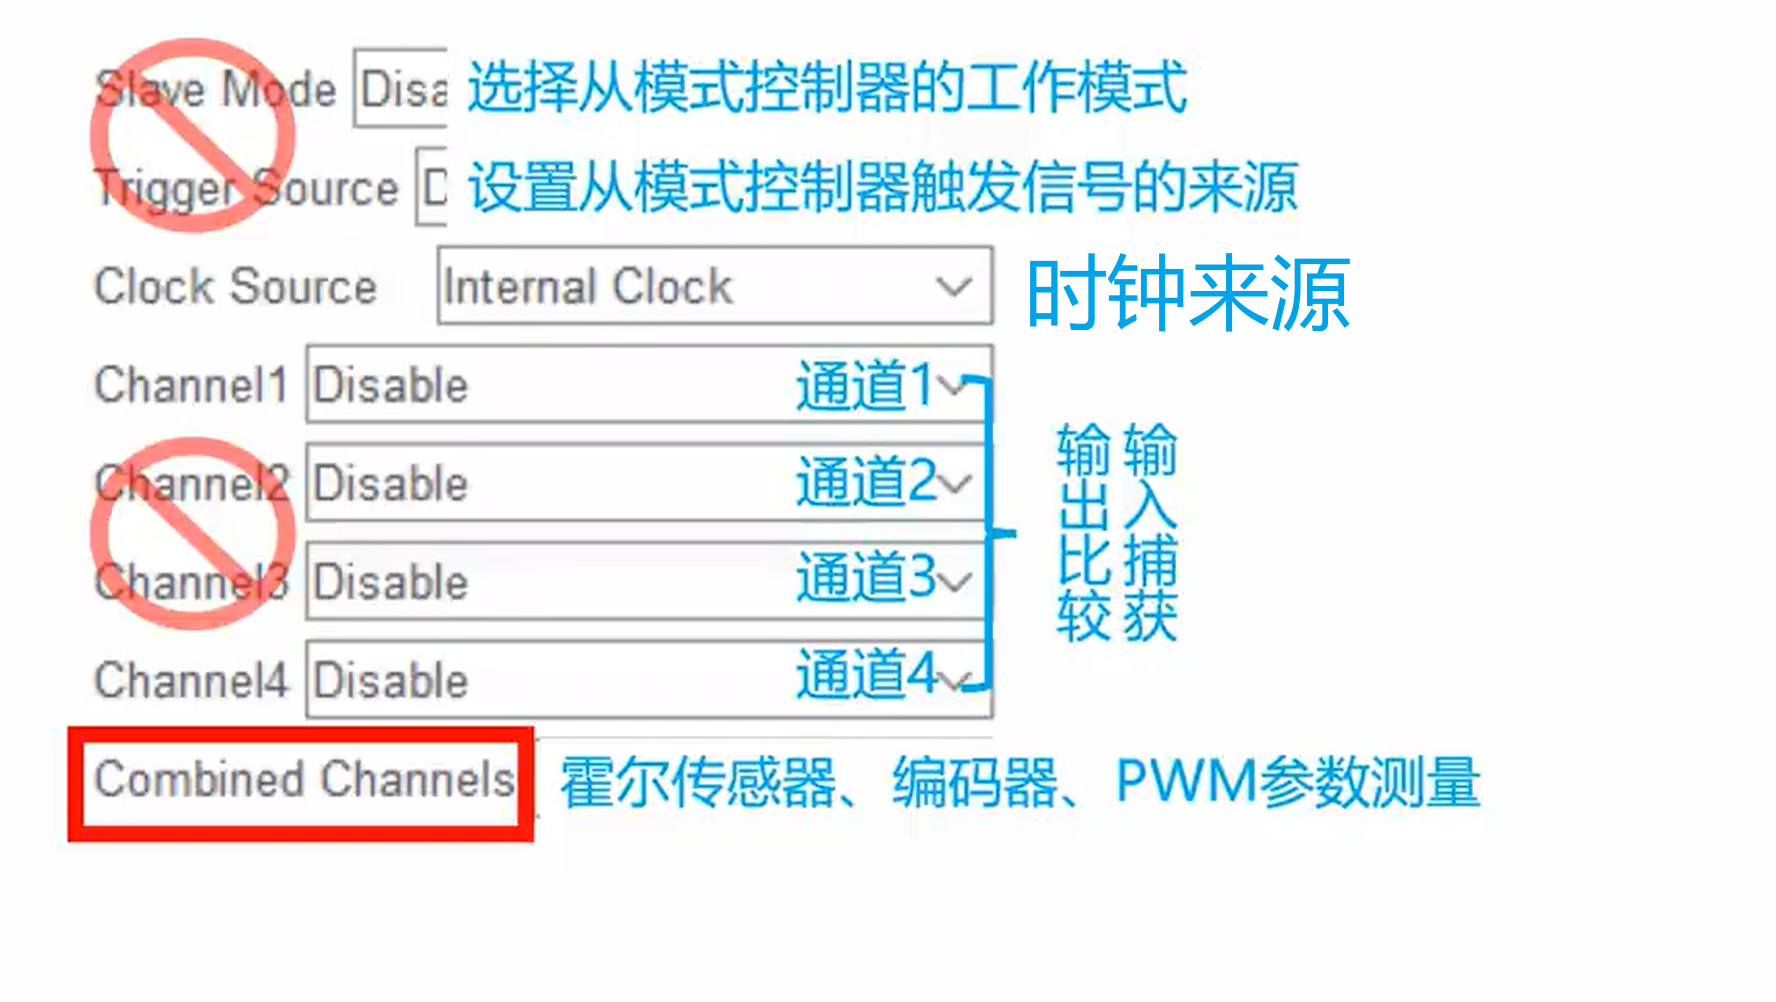 Slave Mode Disa 选择从模式控制器的工作模式
Trigger Source D 设置从模式控制器触发信号的来源
Clock Source Internal Clock 时钟来源
Channel1 Disable 通道1
Channel2 Disable 通道2
Channel3 Disable 通道3
Channel4 Disable 通道4
输出比较
输入捕获
Combined Channels 霍尔传感器、编码器、PWM参数测量